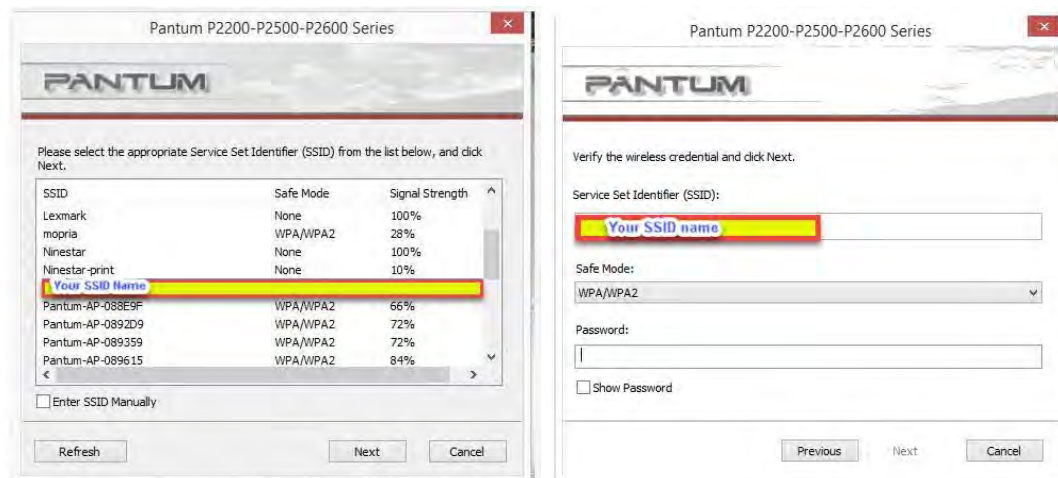 Pantum P2200-P2500-P2600 Series
PANTUM
Please select the appropriate Service Set Identifier (SSID) from the list below, and click
Next.
SSID Safe Mode Signal Strength
Lexmark None 100%
mopria WPA/WPA2 28%
Ninestar None 100%
Ninestar-print None 10%
Your SSID Name
Pantum-AP-088E9F WPA/WPA2 66%
Pantum-AP-0892D9 WPA/WPA2 72%
Pantum-AP-089359 WPA/WPA2 72%
Pantum-AP-089615 WPA/WPA2 84%
Enter SSID Manually
Refresh Next Cancel
Pantum P2200-P2500-P2600 Series
PANTUM
Verify the wireless credential and click Next.
Service Set Identifier (SSID):
Your SSID name
Safe Mode:
WPA/WPA2
Password:
Show Password
Previous Next Cancel